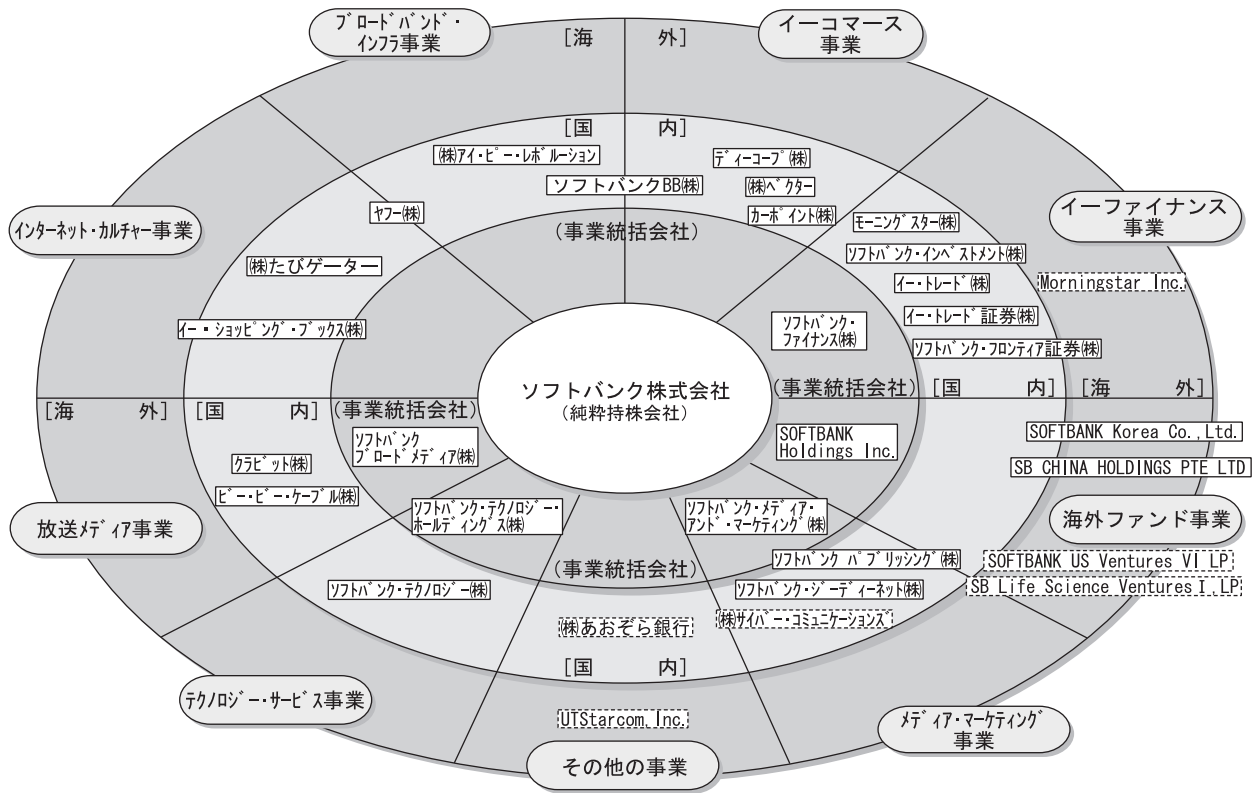 ブロードバンド・
インフラ事業
イーコマース
事業
[海　外]
[国　内]
㈱アイ・ピー・レボルーション
ディーコープ㈱
ソフトバンクBB㈱
㈱ベクター
カーポイント㈱
ヤフー㈱
インターネット・カルチャー事業
モーニングスター㈱
イーファイナンス
事業
(事業統括会社)
ソフトバンク・インベストメント㈱
㈱たびゲーター
イー・トレード㈱
Morningstar Inc.
イー・トレード証券㈱
イー・ショッピング・ブックス㈱
ソフトバンク・
ファイナンス㈱
ソフトバンク・フロンティア証券㈱
ソフトバンク株式会社
(純粋持株会社)
[海　外]
[国　内]
(事業統括会社)
(事業統括会社)
[国　内]
[海　外]
ソフトバンク
ブロードメディア㈱
SOFTBANK
Holdings Inc.
SOFTBANK Korea Co.,Ltd.
SB CHINA HOLDINGS PTE LTD
クラビット㈱
ビー・ビー・ケーブル㈱
放送メディア事業
ソフトバンク・テクノロジー・
ホールディングス㈱
ソフトバンク・メディア・
アンド・マーケティング㈱
海外ファンド事業
(事業統括会社)
ソフトバンク パブリッシング㈱
SOFTBANK US Ventures VI LP
ソフトバンク・テクノロジー㈱
ソフトバンク・ジーディーネット㈱
SB Life Science VenturesⅠ,LP
㈱あおぞら銀行
㈱サイバー・コミュニケーションズ
[国　内]
テクノロジー・サービス事業
UTStarcom,Inc.
メディア・マーケティング
事業
その他の事業